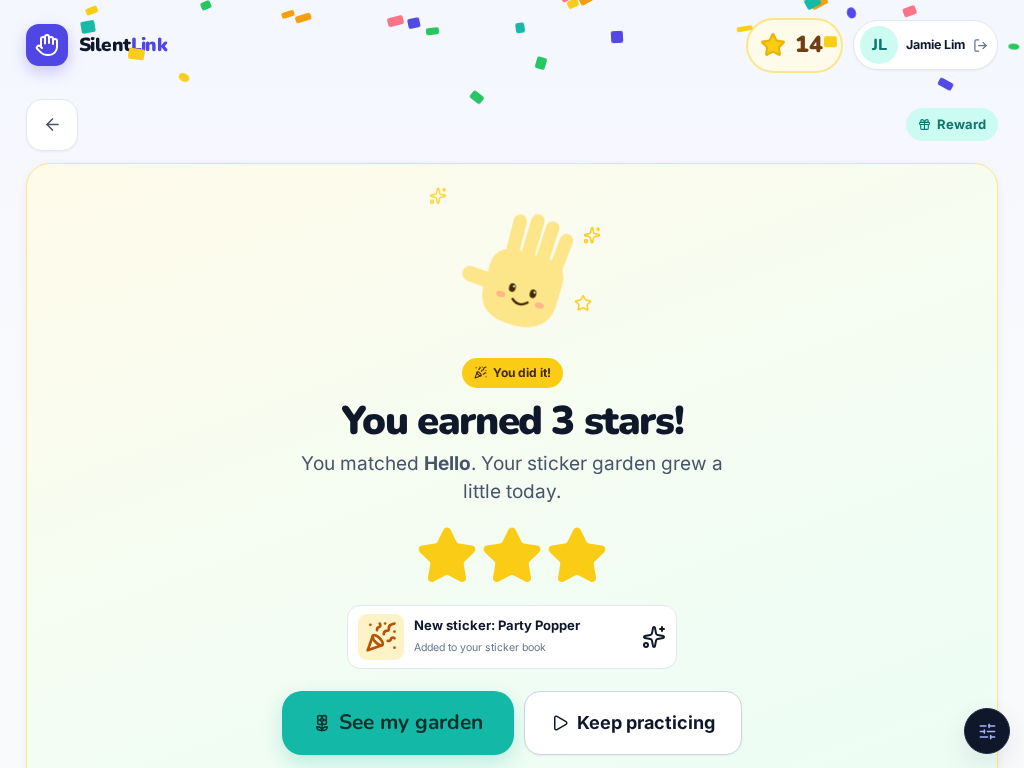 SilentLink
14
JL
Jamie Lim
Reward
You did it!
You earned 3 stars!
You matched Hello. Your sticker garden grew a
little today.
New sticker: Party Popper
Added to your sticker book
See my garden
Keep practicing